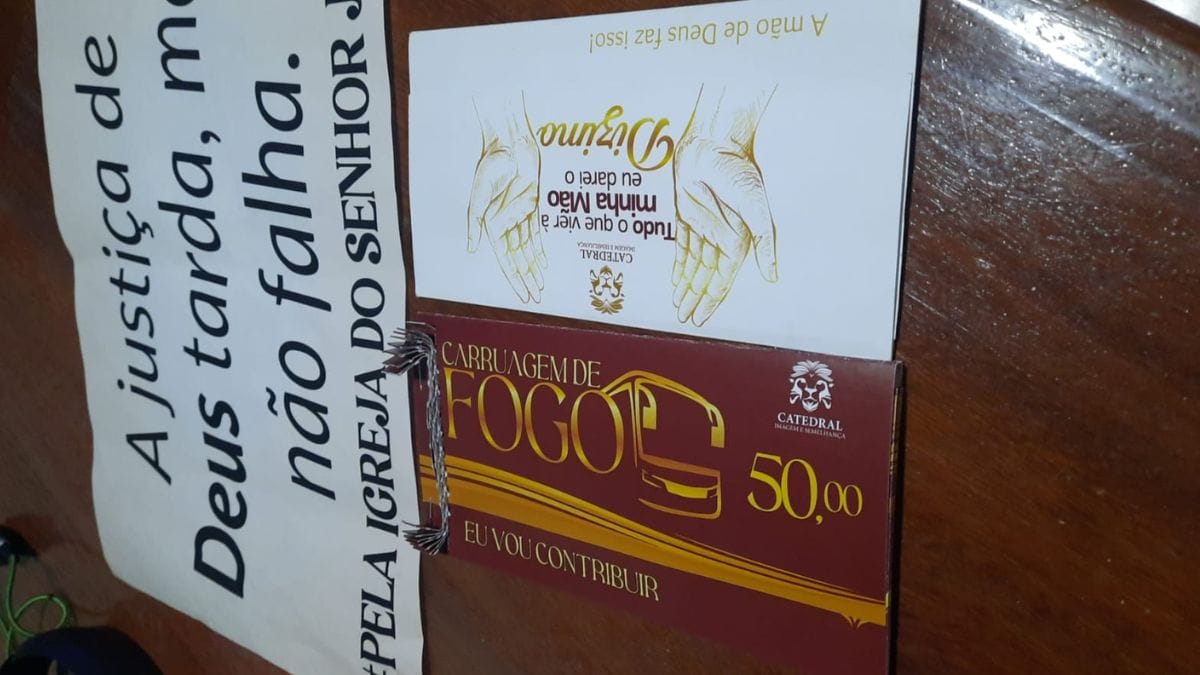 A justiça de
Deus tarda,
não falha.
#PELA IGREJA DO SENHOR J
CATEDRAL
IMAGEM E SEMELHANÇA
Tudo o que vier à
minha Mão
eu darei o
Dízimo
A mão de Deus faz isso!
CARRUAGEM DE
FOGO
CATEDRAL
IMAGEM E SEMELHANÇA
50,00
EU VOU CONTRIBUIR